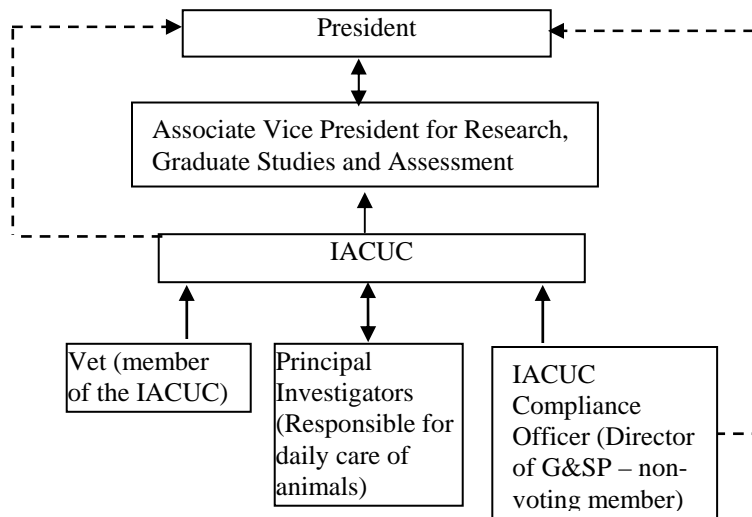 President
Associate Vice President for Research,
Graduate Studies and Assessment
IACUC
Vet (member
of the IACUC)
Principal
Investigators
(Responsible for
daily care of
animals)
IACUC
Compliance
Officer (Director
of G&SP – non-
voting member)